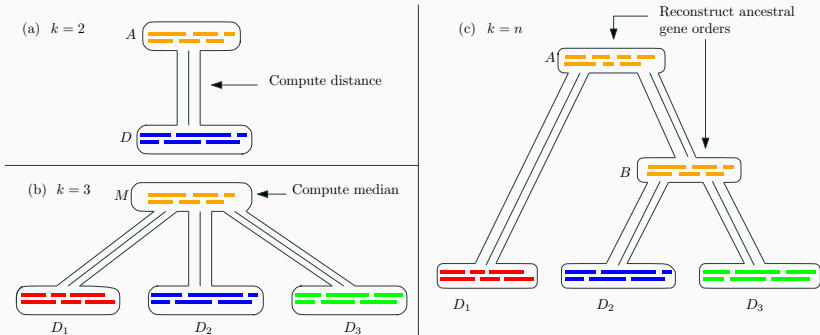 (a) k = 2
A
Compute distance
D
(b) k = 3
M
Compute median
D1
D2
D3
(c) k = n
Reconstruct ancestral
gene orders
A
B
D1
D2
D3